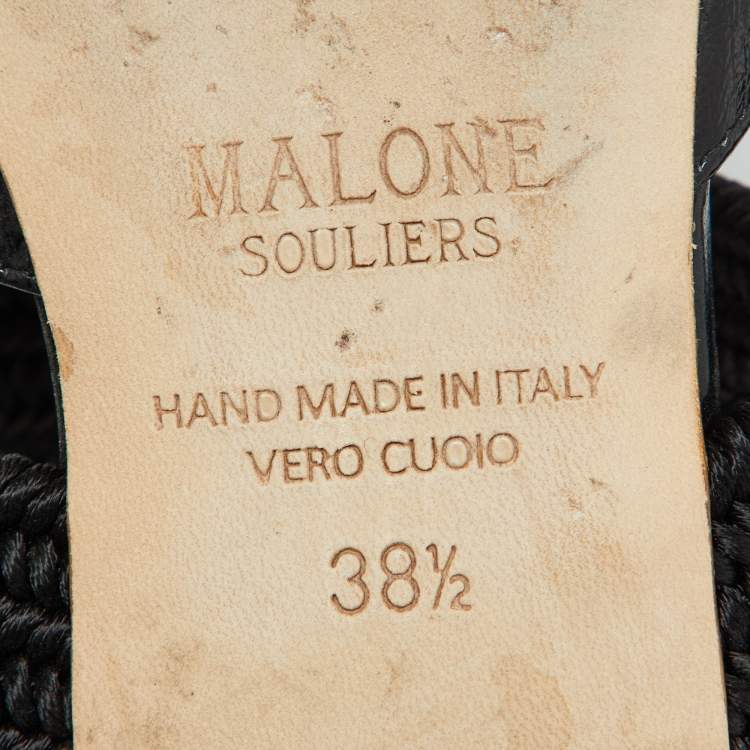 MALONE
SOULIERS
HAND MADE IN ITALY
VERO CUOIO
38½